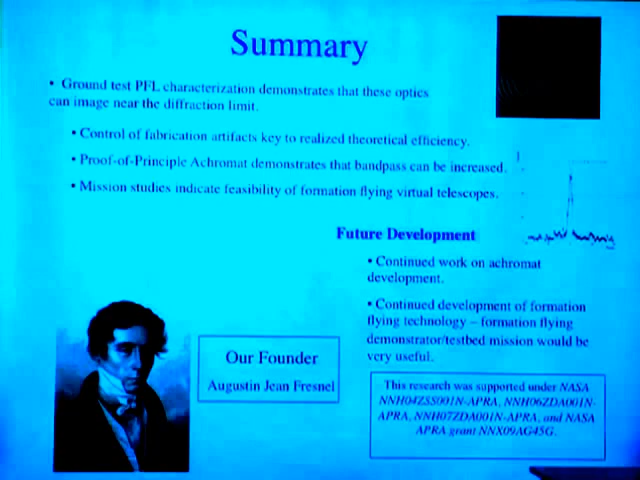 Summary
• Ground test PFL characterization demonstrates that these optics
can image near the diffraction limit.
• Control of fabrication artifacts key to realized theoretical efficiency.
• Proof-of-Principle Achromat demonstrates that bandpass can be increased.
• Mission studies indicate feasibility of formation flying virtual telescopes.
Future Development
• Continued work on achromat
development.
• Continued development of formation
flying technology – formation flying
demonstrator/testbed mission would be
very useful.
Our Founder
Augustin Jean Fresnel
This research was supported under NASA
NNH04ZSS001N-APRA, NNH06ZDA001N-
APRA, NNH07ZDA001N-APRA, and NASA
APRA grant NNX09AG45G.